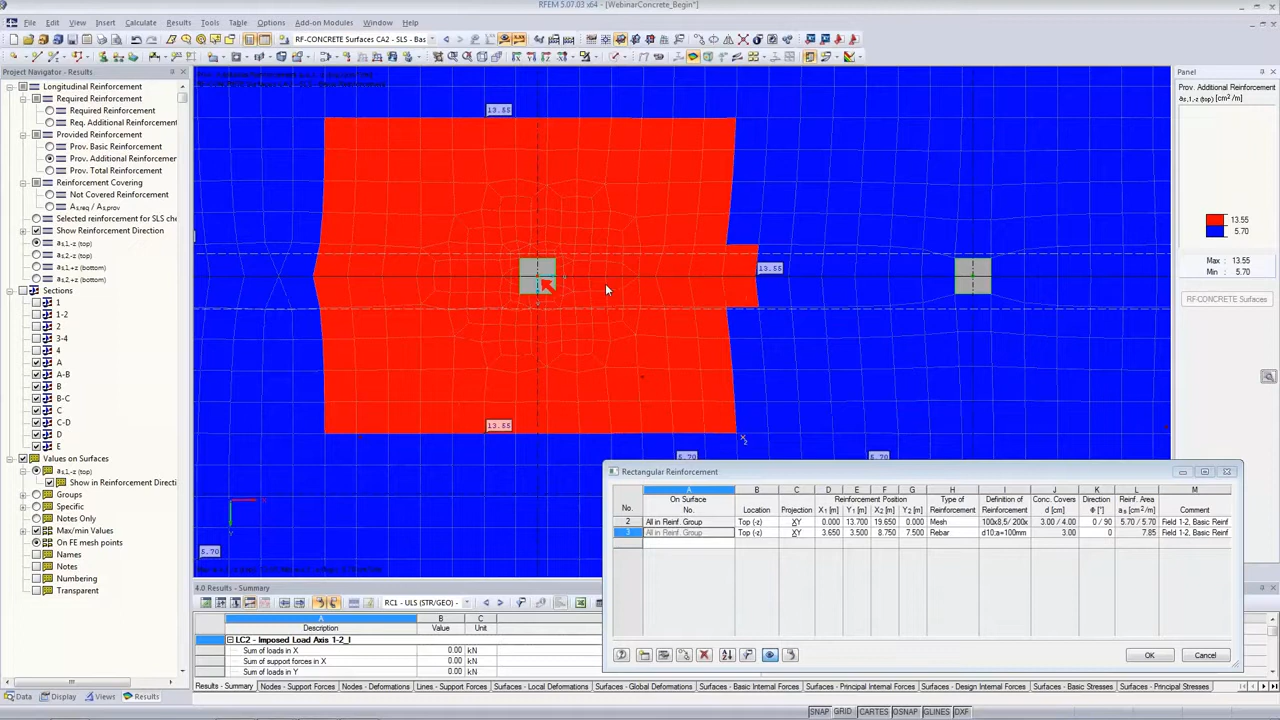 RFEM 5.07.03 x64 - [WebinarConcrete_Begin*]
File Edit View Insert Calculate Results Tools Table Options Add-on Modules Window Help
RF-CONCRETE Surfaces CA2 - SLS - Bas
Project Navigator - Results
Longitudinal Reinforcement
Required Reinforcement
Required Reinforcement
Req. Additional Reinforcemen
Provided Reinforcement
Prov. Basic Reinforcement
Prov. Additional Reinforcemen
Prov. Total Reinforcement
Reinforcement Covering
Not Covered Reinforcement
As,req / As,prov
Selected reinforcement for SLS che
Show Reinforcement Direction
as,1,-z (top)
as,2,-z (top)
as,1,+z (bottom)
as,2,+z (bottom)
Sections
1
1-2
2
3-4
4
A
A-B
B
B-C
C
C-D
D
E
Values on Surfaces
as,1,-z (top)
Show in Reinforcement Directi
Groups
Specific
Notes Only
Max/min Values
On FE mesh points
Names
Notes
Numbering
Transparent
Data Display Views Results
13.55
13.55
13.55
5.70
5.70
5.70
Panel
Prov. Additional Reinforcement
as,1,-z (top) [cm²/m]
13.55
5.70
Max : 13.55
Min : 5.70
RF-CONCRETE Surfaces
Rectangular Reinforcement
A B C D E F G H I J K L M
No. On Surface No. Location Projection Reinforcement Position X1 [m] Y1 [m] X2 [m] Y2 [m] Type of Reinforcement Definition of Reinforcement Conc. Covers d [cm] Direction Φ [°] Reinf. Area as [cm²/m] Comment
2 All in Reinf. Group Top (-z) XY 0.000 13.700 19.650 0.000 Mesh 100x8,5/ 200x 3.00 / 4.00 0 / 90 5.70 / 5.70 Field 1-2, Basic Reinf
3 All in Reinf. Group Top (-z) XY 3.650 3.500 8.750 7.500 Rebar d10;a=100mm 3.00 0 7.85 Field 1-2, Basic Reinf
OK Cancel
4.0 Results - Summary
RC1 - ULS (STR/GEO) -
A B C
Description Value Unit
LC2 - Imposed Load Axis 1-2_I
Sum of loads in X 0.00 kN
Sum of support forces in X 0.00 kN
Sum of loads in Y 0.00 kN
Results - Summary Nodes - Support Forces Nodes - Deformations Lines - Support Forces Surfaces - Local Deformations Surfaces - Global Deformations Surfaces - Basic Internal Forces Surfaces - Principal Internal Forces Surfaces - Design Internal Forces Surfaces - Basic Stresses Surfaces - Principal Stresses
SNAP GRID CARTES OSNAP GLINES DXF